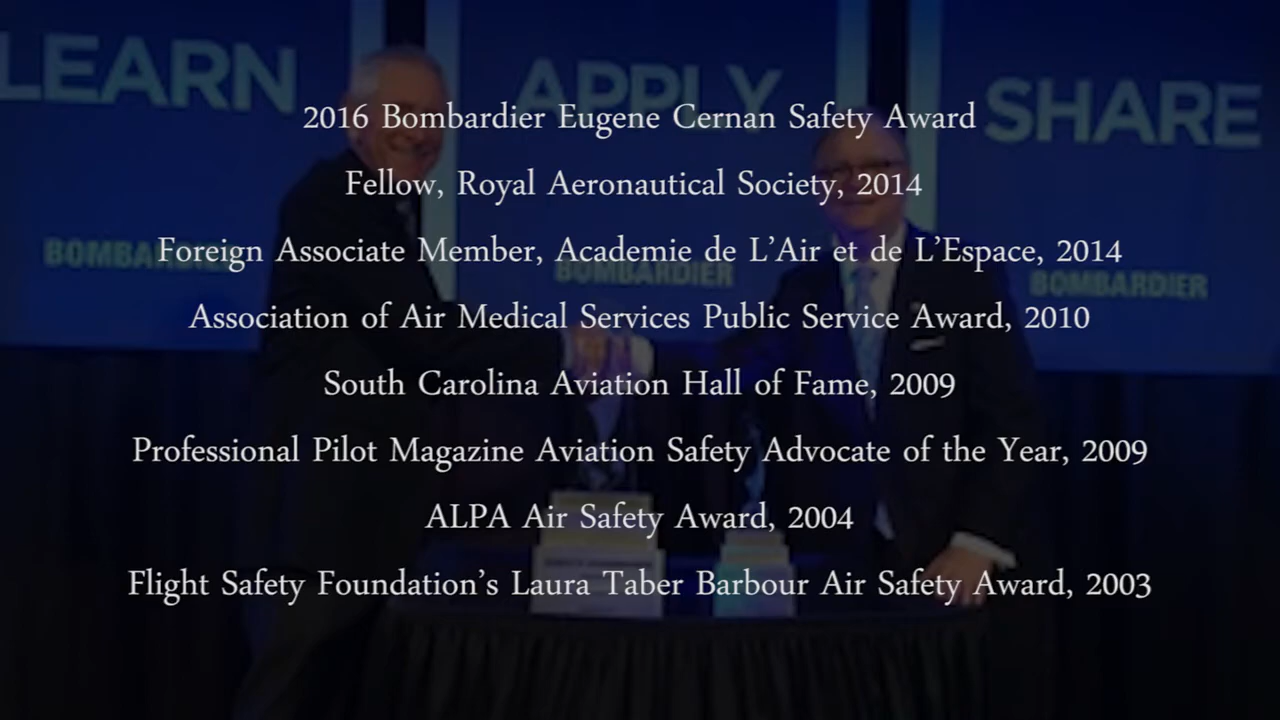 LEARN APPLY SHARE
2016 Bombardier Eugene Cernan Safety Award
Fellow, Royal Aeronautical Society, 2014
Foreign Associate Member, Academie de L’Air et de L’Espace, 2014
BOMBARDIER BOMBARDIER BOMBARDIER
Association of Air Medical Services Public Service Award, 2010
South Carolina Aviation Hall of Fame, 2009
Professional Pilot Magazine Aviation Safety Advocate of the Year, 2009
ALPA Air Safety Award, 2004
Flight Safety Foundation’s Laura Taber Barbour Air Safety Award, 2003